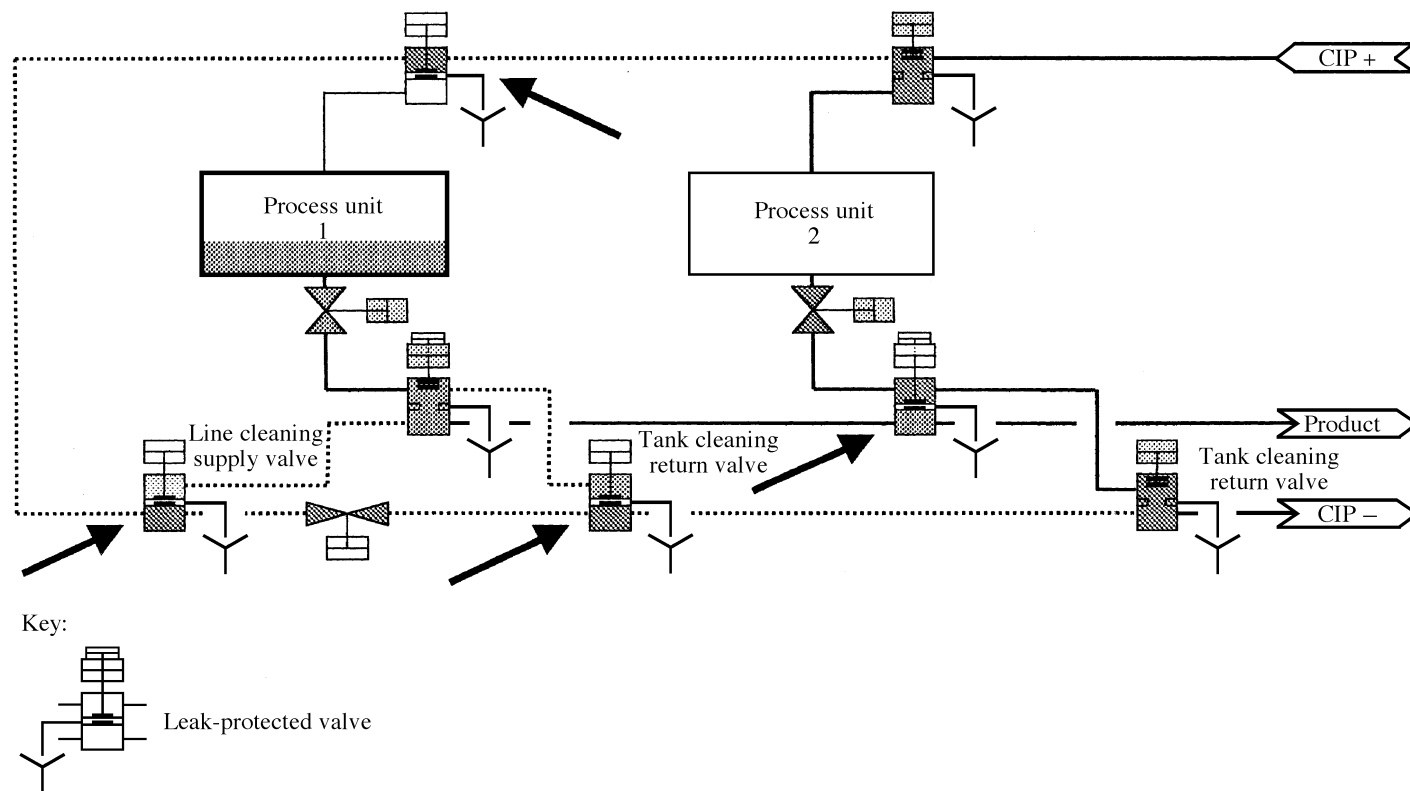 CIP +
Process unit
1
Process unit
2
Line cleaning
supply valve
Tank cleaning
return valve
Product
Tank cleaning
return valve
CIP –
Key:
Leak-protected valve